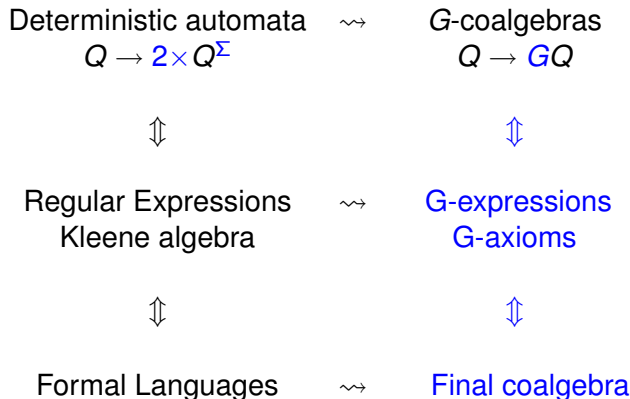 Deterministic automata ⇝ G-coalgebras
Q → 2×Q^Σ Q → GQ
⇕ ⇕
Regular Expressions ⇝ G-expressions
Kleene algebra G-axioms
⇕ ⇕
Formal Languages ⇝ Final coalgebra